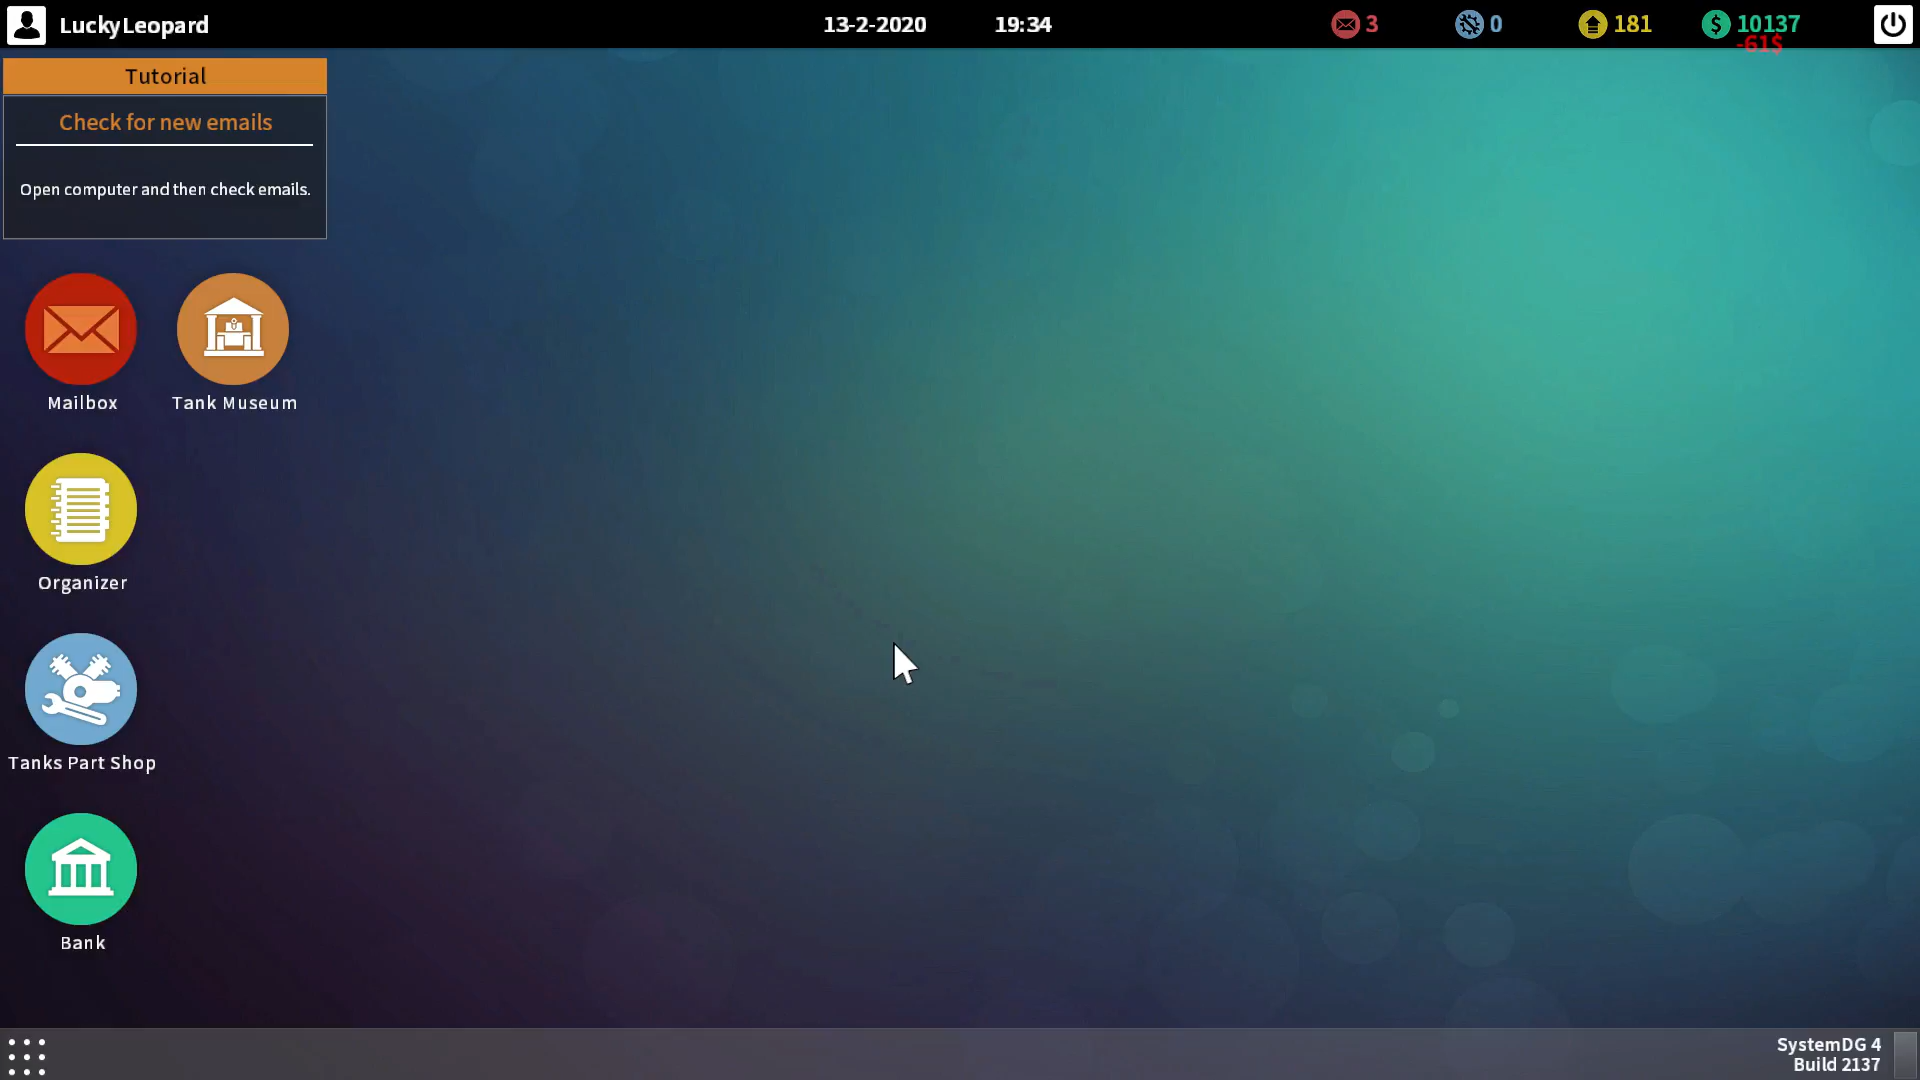 LuckyLeopard
13-2-2020
19:34
3
0
181
10137
-61$
Tutorial
Check for new emails
Open computer and then check emails.
Mailbox
Tank Museum
Organizer
Tanks Part Shop
Bank
SystemDG 4
Build 2137